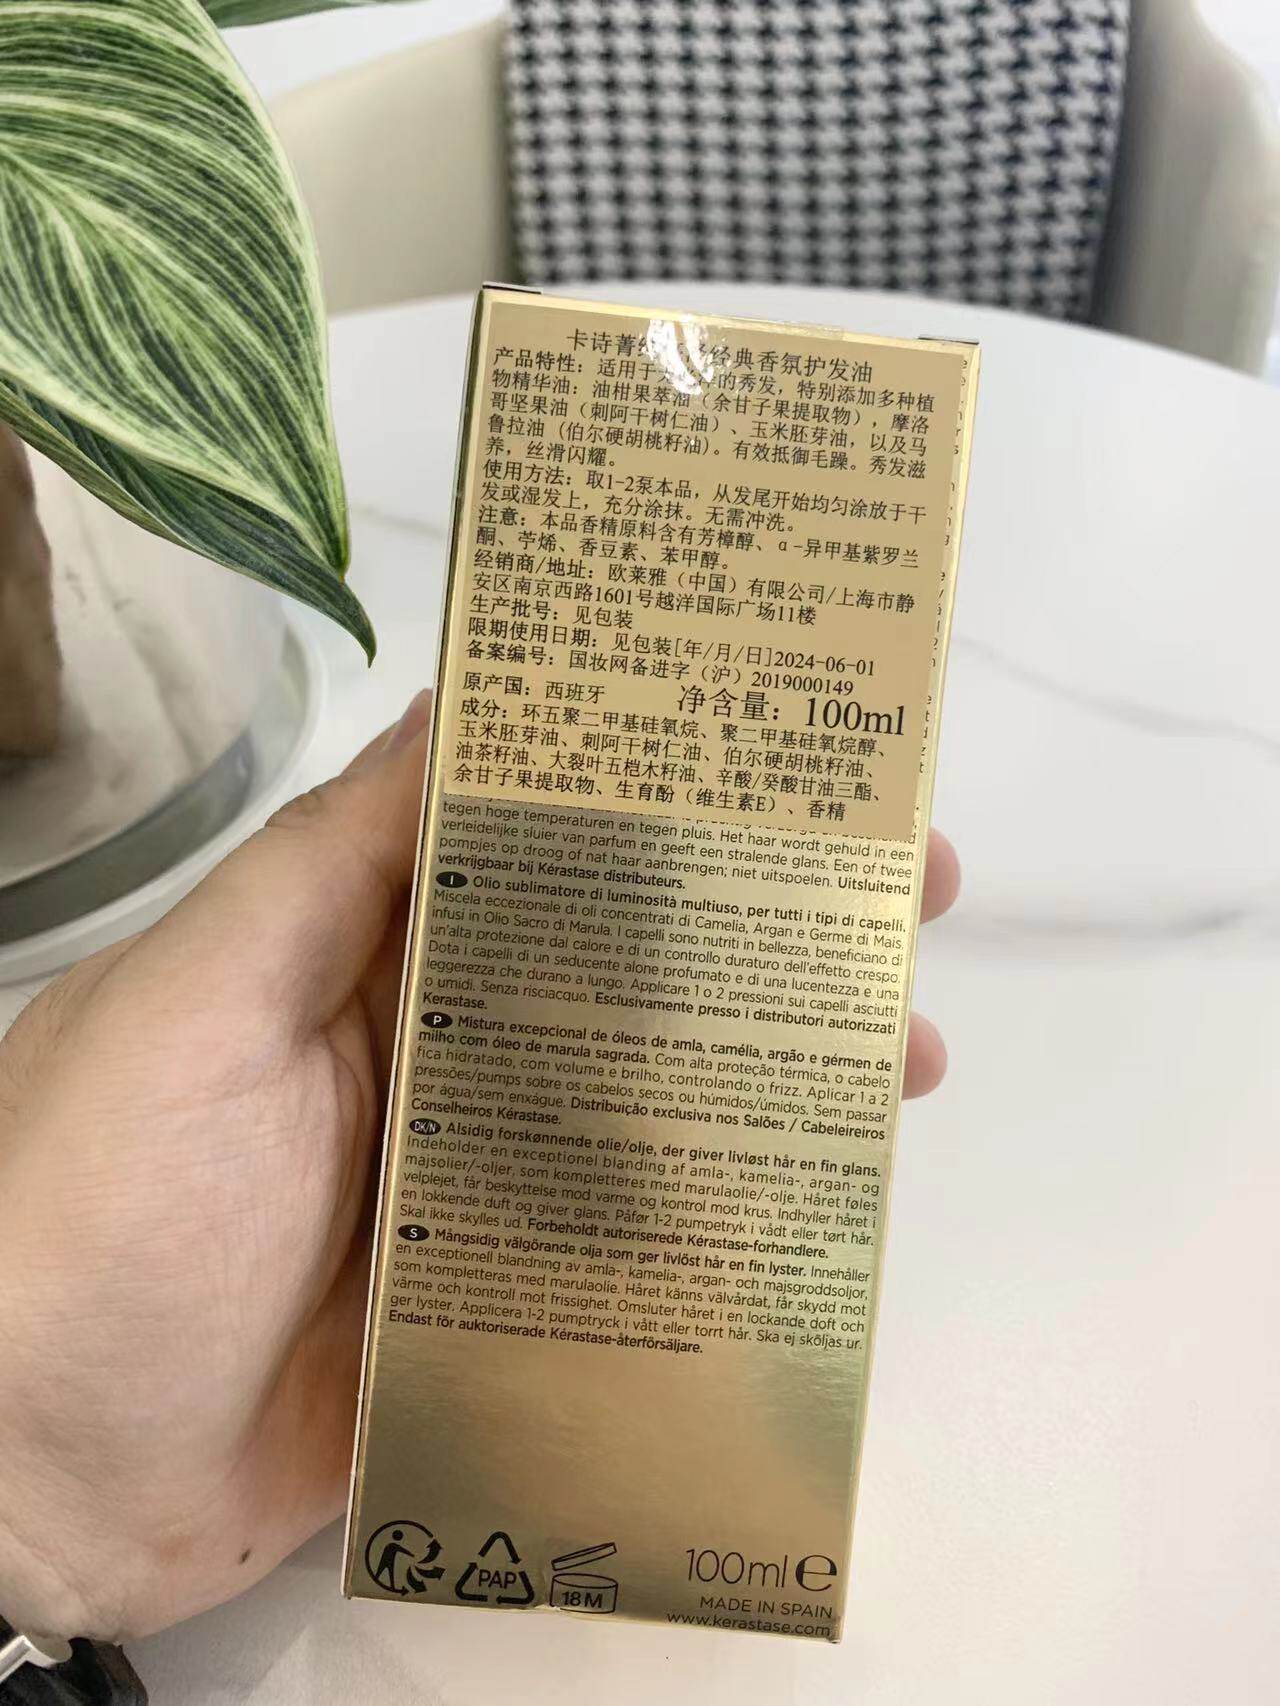 卡诗菁纯 经典香氛护发油
产品特性：适用于 的秀发，特别添加多种植
物精华油：油柑果萃油（余甘子果提取物），摩洛
哥坚果油（刺阿干树仁油）、玉米胚芽油，以及马
鲁拉油（伯尔硬胡桃籽油）。有效抵御毛躁。秀发滋
养，丝滑闪耀。
使用方法：取1-2泵本品，从发尾开始均匀涂放于干
发或湿发上，充分涂抹。无需冲洗。
注意：本品香精原料含有芳樟醇、α-异甲基紫罗兰
酮、苧烯、香豆素、苯甲醇。
经销商/地址：欧莱雅（中国）有限公司/上海市静
安区南京西路1601号越洋国际广场11楼
生产批号：见包装
限期使用日期：见包装[年/月/日]2024-06-01
备案编号：国妆网备进字（沪）2019000149
原产国：西班牙 净含量：100ml
成分：环五聚二甲基硅氧烷、聚二甲基硅氧烷醇、
玉米胚芽油、刺阿干树仁油、伯尔硬胡桃籽油、
油茶籽油、大裂叶五桤木籽油、辛酸/癸酸甘油三酯、
余甘子果提取物、生育酚（维生素E）、香精
tegen hoge temperaturen en tegen pluis. Het haar wordt gehuld in een
verleidelijke sluier van parfum en geeft een stralende glans. Een of twee
pompjes op droog of nat haar aanbrengen; niet uitspoelen. Uitsluitend
verkrijgbaar bij Kérastase distributeurs.
I Olio sublimatore di luminosità multiuso, per tutti i tipi di capelli.
Miscela eccezionale di oli concentrati di Camelia, Argan e Germe di Mais
infusi in Olio Sacro di Marula. I capelli sono nutriti in bellezza, beneficiano di
un'alta protezione dal calore e di un controllo duraturo dell'effetto crespo.
Dota i capelli di un seducente alone profumato e di una lucentezza e una
leggerezza che durano a lungo. Applicare 1 o 2 pressioni sui capelli asciutti
o umidi. Senza risciacquo. Esclusivamente presso i distributori autorizzati
Kerastase.
P Mistura excepcional de óleos de amla, camélia, argão e gérmen de
milho com óleo de marula sagrada. Com alta proteção térmica, o cabelo
fica hidratado, com volume e brilho, controlando o frizz. Aplicar 1 a 2
pressões/pumps sobre os cabelos secos ou húmidos/úmidos. Sem passar
por água/sem enxágue. Distribuição exclusiva nos Salões / Cabeleireiros
Conselheiros Kérastase.
DK/N Alsidig forskønnende olie/olje, der giver livløst hår en fin glans.
Indeholder en exceptionel blanding af amla-, kamelia-, argan- og
majsolier/-oljer, som kompletteres med marulaolie/-olje. Håret føles
velplejet, får beskyttelse mod varme og kontrol mod krus. Indhyller håret i
en lokkende duft og giver glans. Påfør 1-2 pumpetryk i vådt eller tørt hår.
Skal ikke skylles ud. Forbeholdt autoriserede Kérastase-forhandlere.
S Mångsidig välgörande olja som ger livlöst hår en fin lyster. Innehåller
en exceptionell blandning av amla-, kamelia-, argan- och majsgroddsoljor,
som kompletteras med marulaolie. Håret känns välvårdat, får skydd mot
värme och kontroll mot frissighet. Omsluter håret i en lockande doft och
ger lyster. Applicera 1-2 pumptryck i vått eller torrt hår. Ska ej sköljas ur.
Endast för auktoriserade Kérastase-återförsäljare.
PAP
18M
100ml e
MADE IN SPAIN
www.kerastase.com